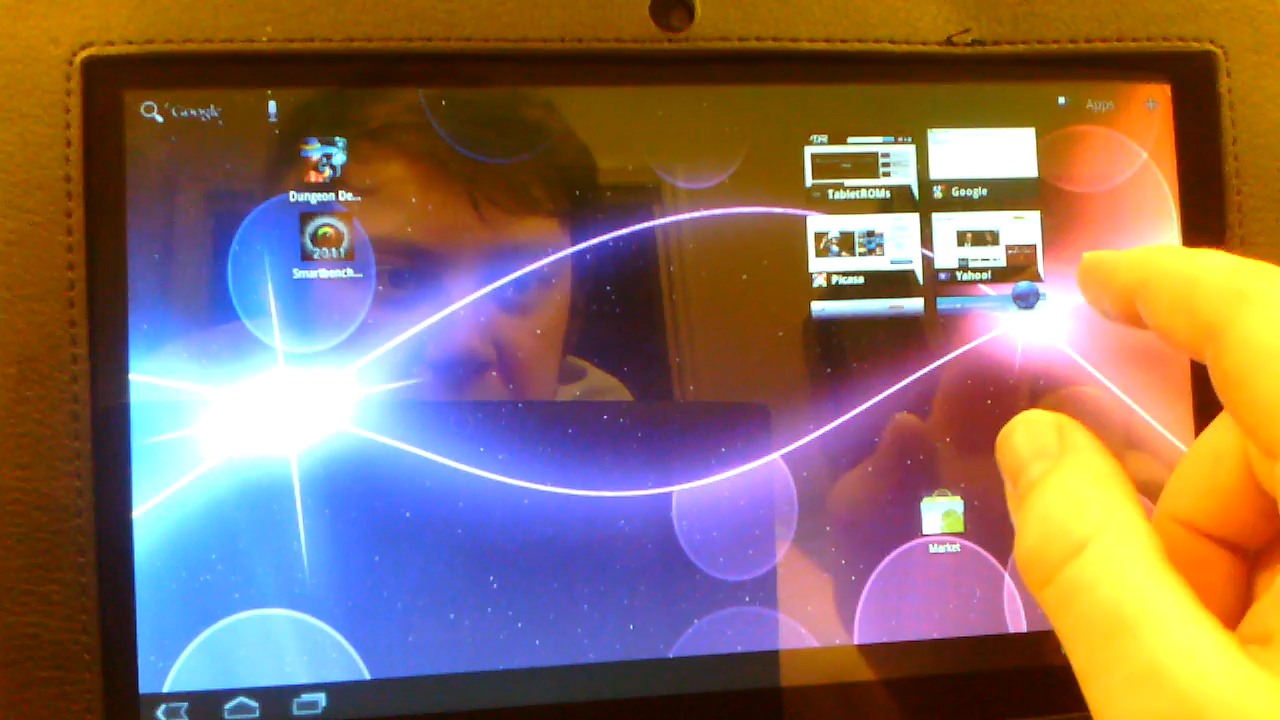 Google
Apps
Dungeon De...
2011
Smartbench...
TabletROMs
Google
Picasa
Yahoo!
Market